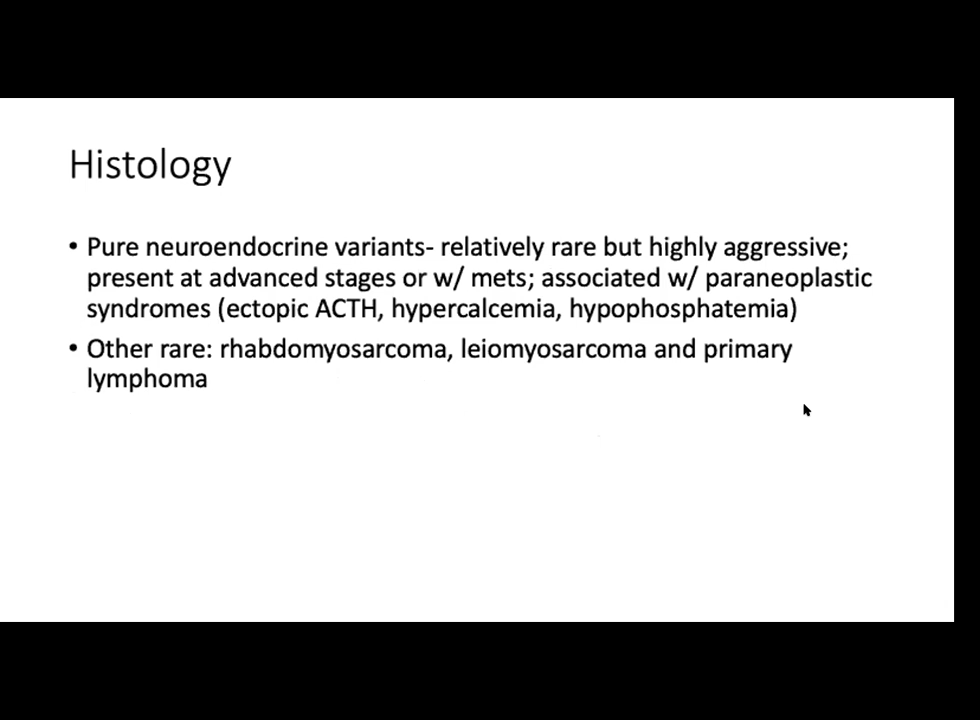 Histology
• Pure neuroendocrine variants- relatively rare but highly aggressive;
present at advanced stages or w/ mets; associated w/ paraneoplastic
syndromes (ectopic ACTH, hypercalcemia, hypophosphatemia)
• Other rare: rhabdomyosarcoma, leiomyosarcoma and primary
lymphoma